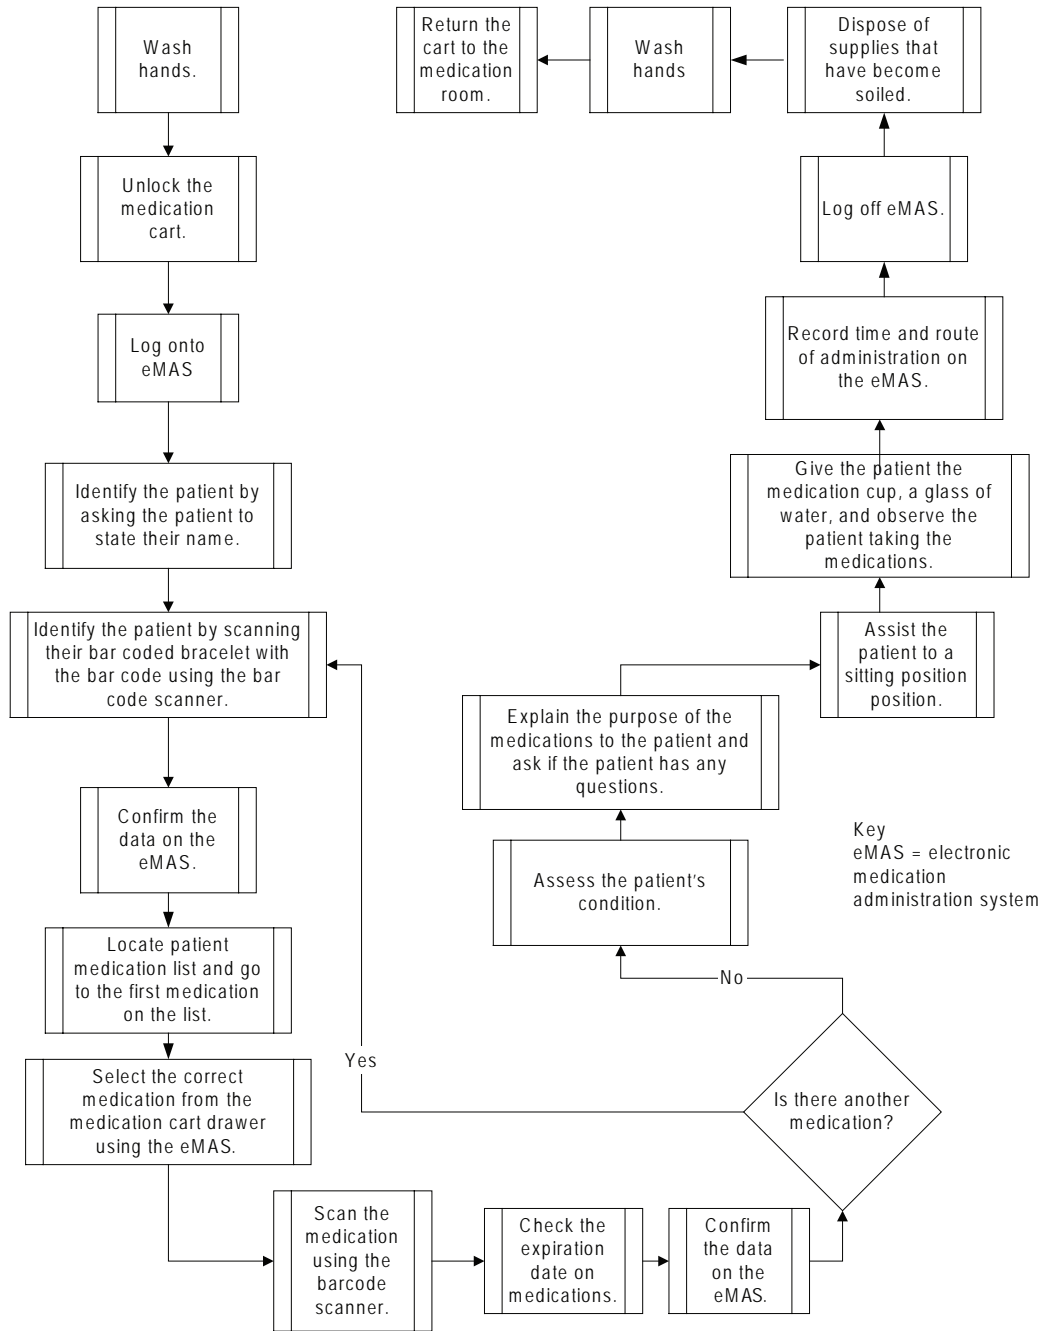 Wash
hands.
Unlock the
medication
cart.
Log onto
eMAS
Identify the patient by
asking the patient to
state their name.
Identify the patient by scanning
their bar coded bracelet with
the bar code using the bar
code scanner.
Confirm the
data on the
eMAS.
Locate patient
medication list and go
to the first medication
on the list.
Select the correct
medication from the
medication cart drawer
using the eMAS.
Scan the
medication
using the
barcode
scanner.
Check the
expiration
date on
medications.
Confirm
the data
on the
eMAS.
Is there another
medication?
Yes
No
Assess the patient's
condition.
Explain the purpose of the
medications to the patient and
ask if the patient has any
questions.
Assist the
patient to a
sitting position
position.
Give the patient the
medication cup, a glass of
water, and observe the
patient taking the
medications.
Record time and route
of administration on
the eMAS.
Log off eMAS.
Dispose of
supplies that
have become
soiled.
Wash
hands
Return the
cart to the
medication
room.
Key
eMAS = electronic
medication
administration system